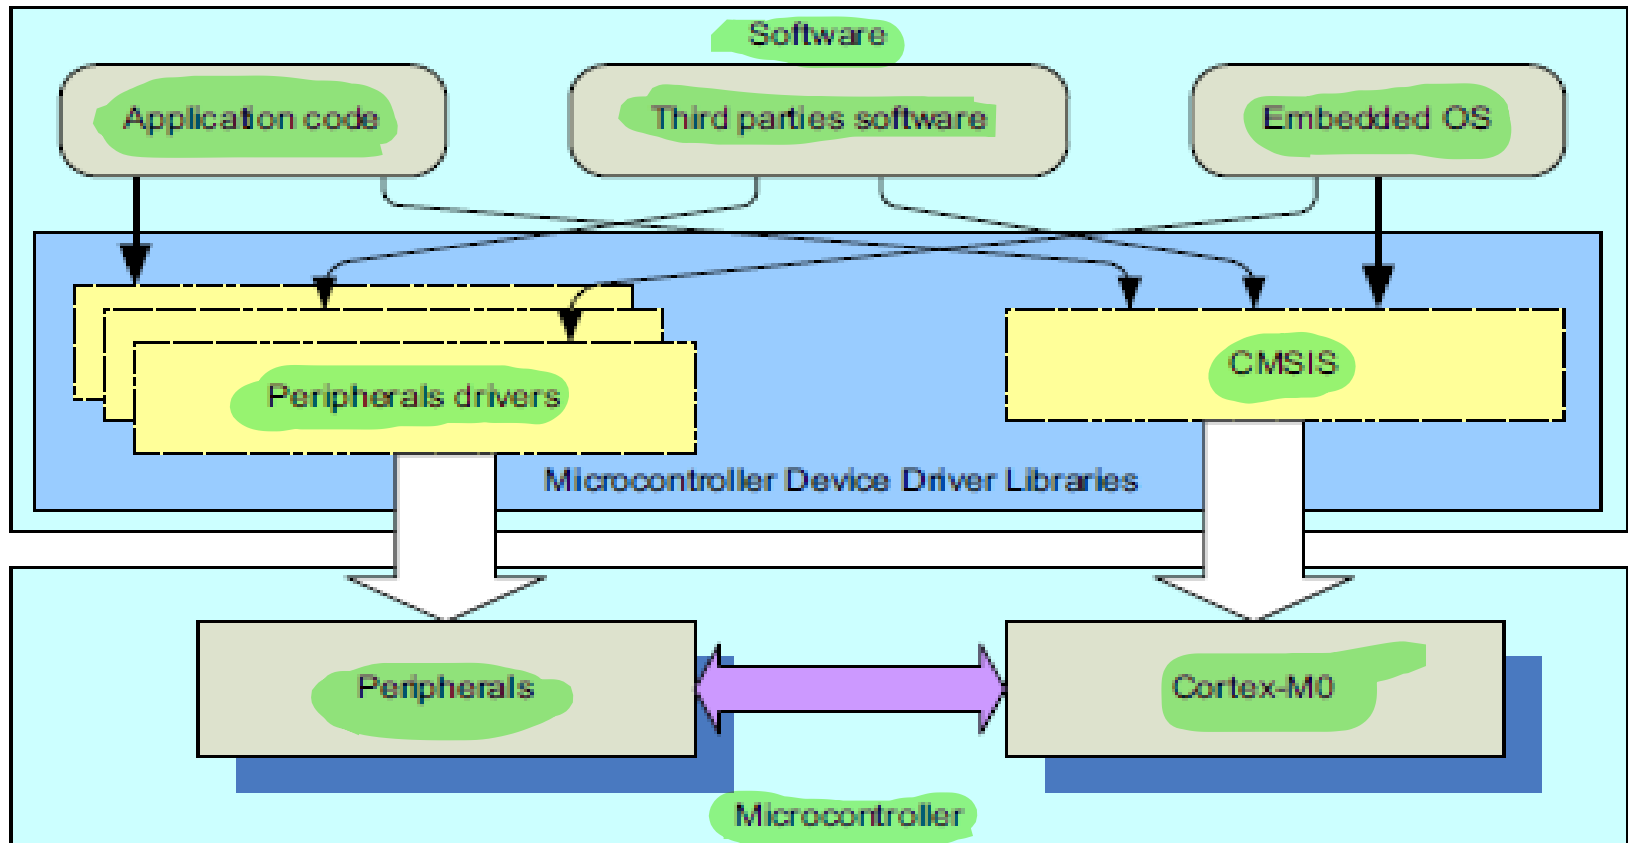 Software
Application code
Third parties software
Embedded OS
CMSIS
Peripherals drivers
Microcontroller Device Driver Libraries
Peripherals
Cortex-M0
Microcontroller